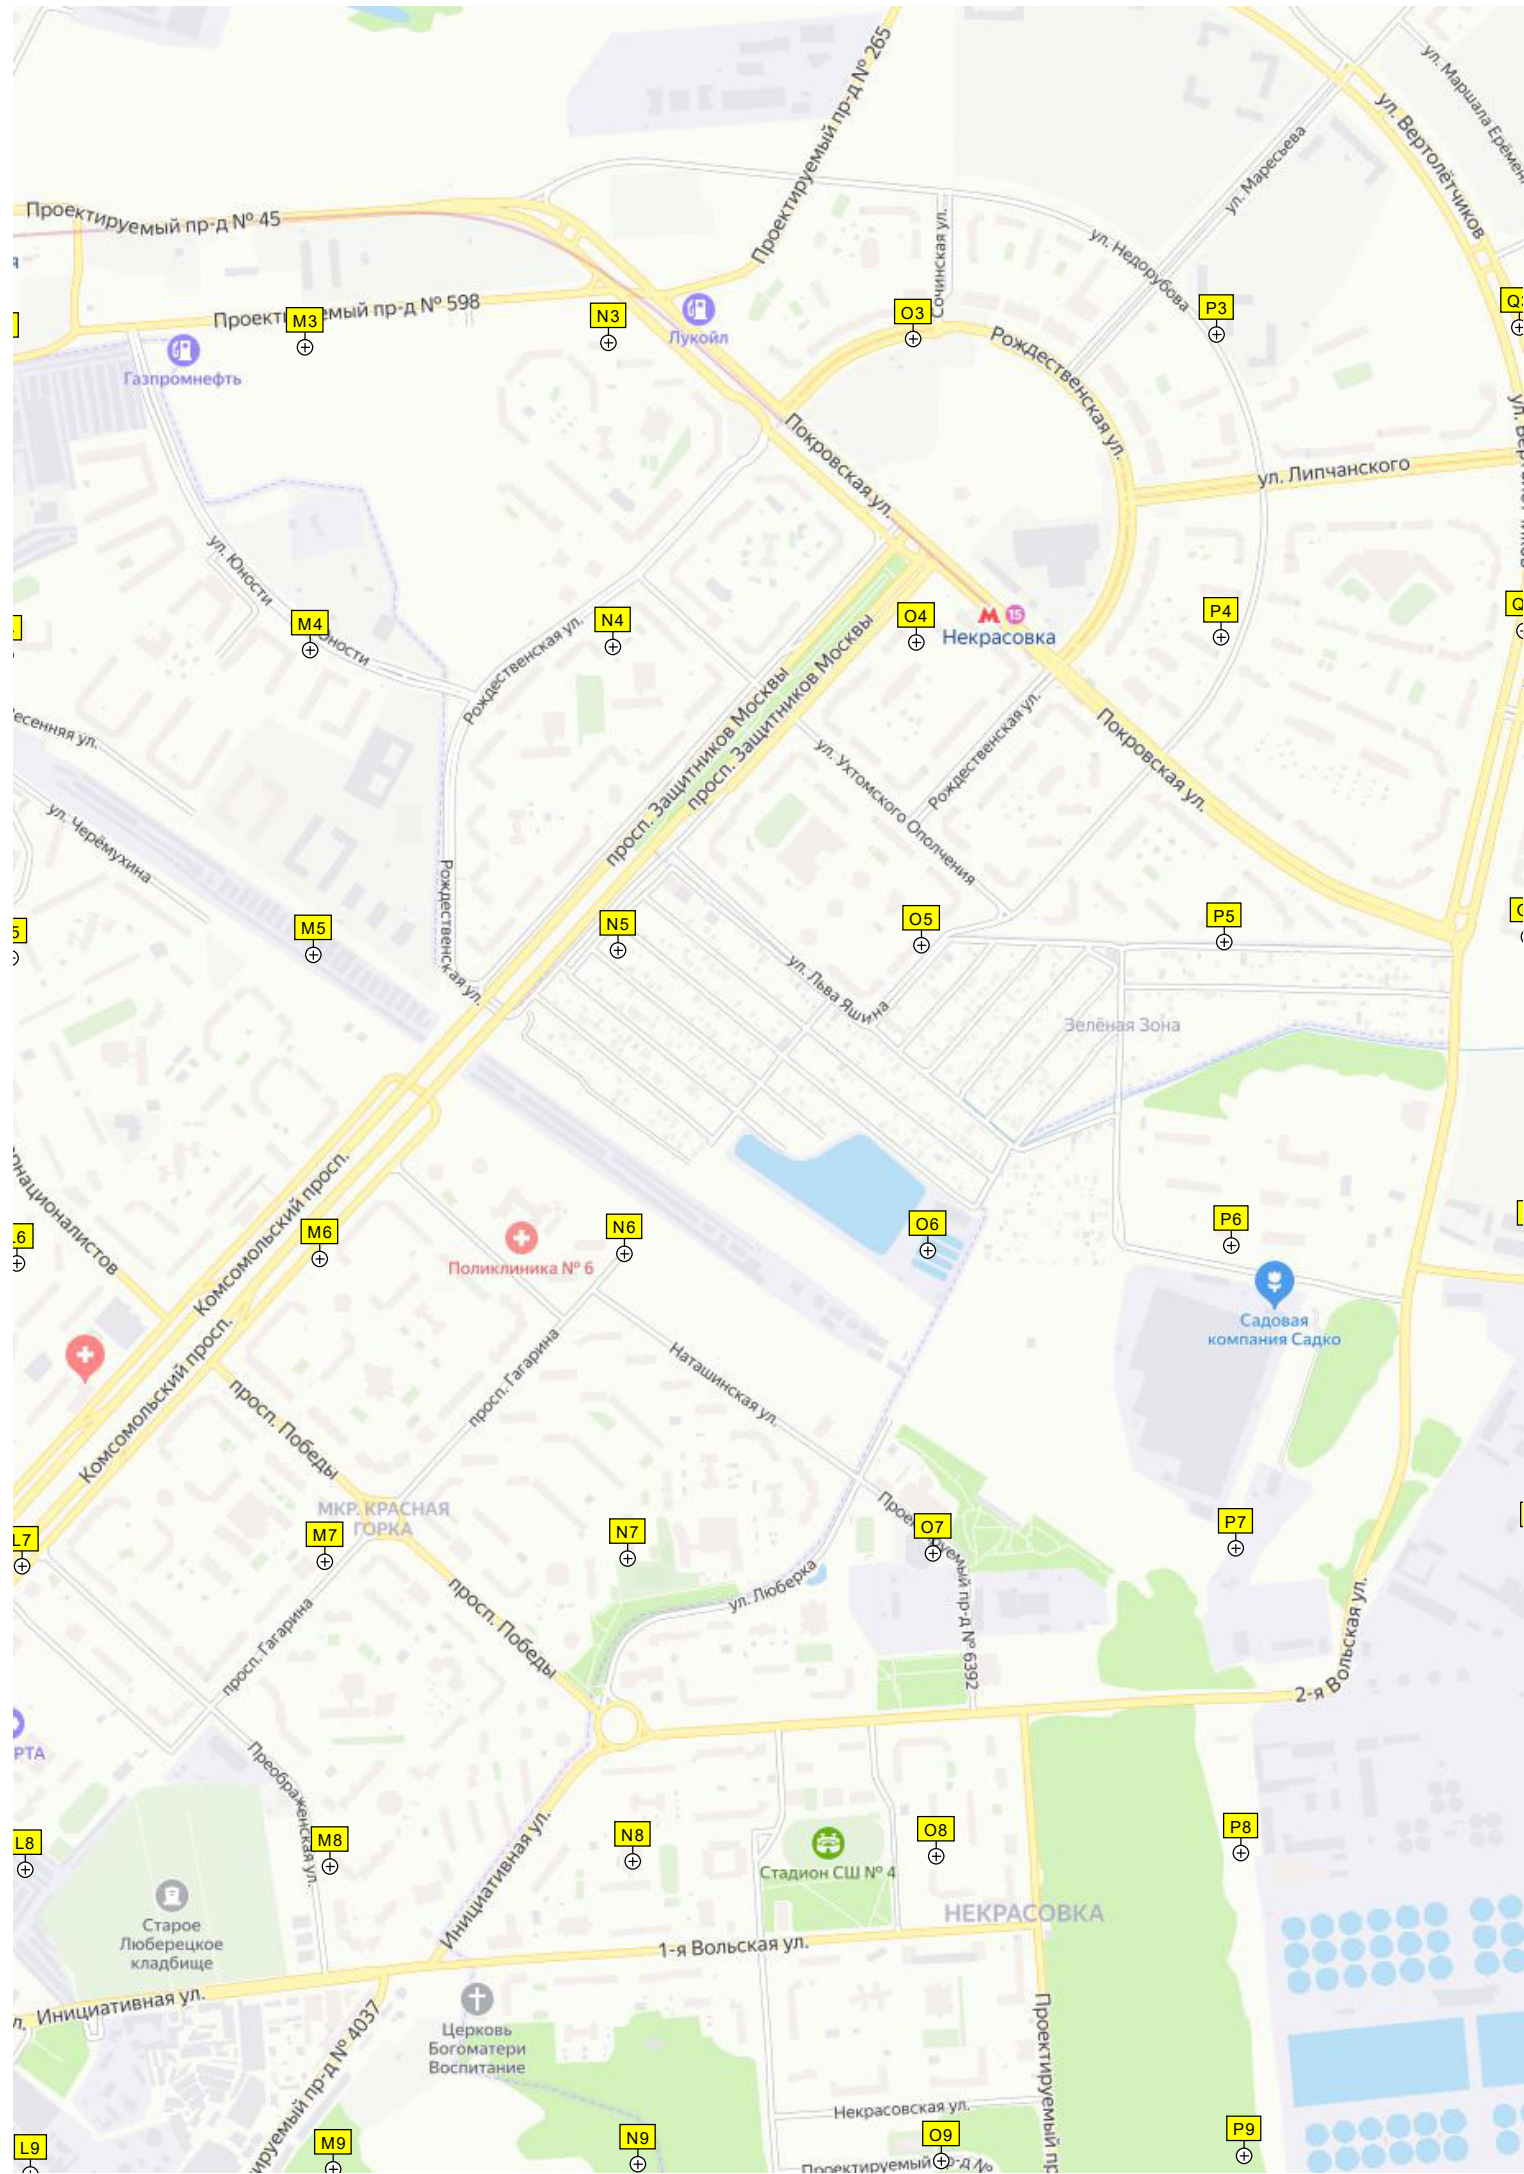 Проектируемый пр-д № 265
ул. Маршала
ул. Вертолётчиков
ул. Маресьева
Проектируемый пр-д № 45
Сочинская ул.
ул. Недорубова
Проект
емый пр-д № 598
M3
N3
O3
P3
Лукойл
Газпромнефть
Рождественская ул.
Покровская ул.
ул. Липчанского
ул. Юности
M4
N4
O4
P4
15
Некрасовка
Рождественская ул.
просп. Защитников Москвы
просп. Защитников Москвы
Рождественская ул.
Покровская ул.
ул. Ухтомского Ополчения
ул. Черёмухина
Рождественская ул.
M5
N5
O5
P5
ул. Льва Яшина
Зелёная Зона
Комсомольский просп.
M6
N6
O6
P6
Поликлиника № 6
Садовая
компания Садко
Комсомольский просп.
просп. Гагарина
Наташинская ул.
просп. Победы
МКР. КРАСНАЯ
ГОРКА
L7
M7
N7
O7
P7
ул. Люберка
просп. Победы
просп. Гагарина
2-я Вольская ул.
Преображенская ул.
L8
M8
N8
O8
P8
Стадион СШ № 4
Инициативная ул.
НЕКРАСОВКА
Старое
Люберецкое
кладбище
1-я Вольская ул.
Инициативная ул.
Церковь
Богоматери
Воспитание
Некрасовская ул.
L9
M9
N9
O9
P9